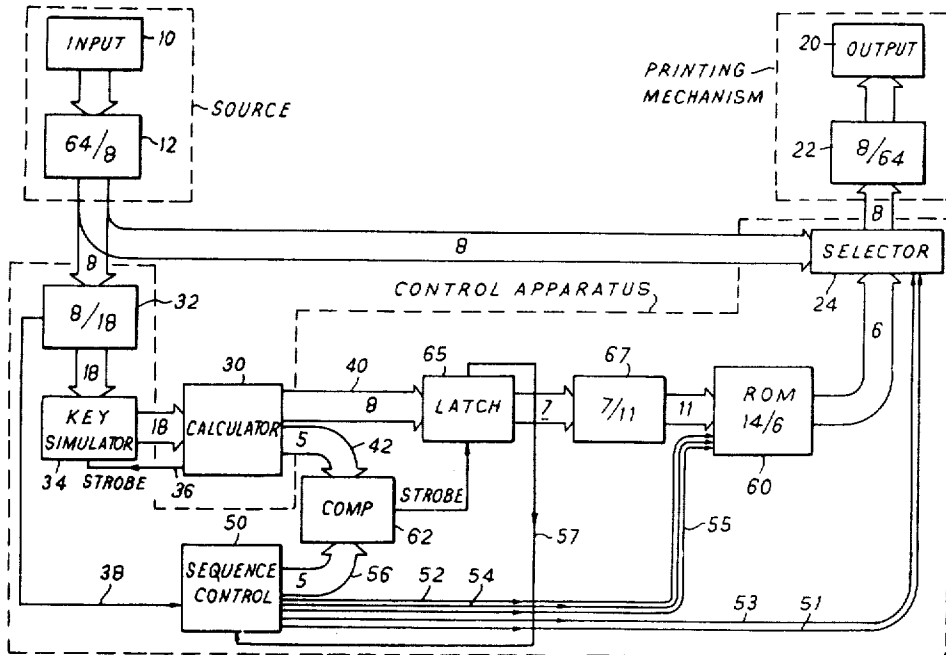 INPUT
10
SOURCE
64/8
12
20
OUTPUT
PRINTING
MECHANISM
22
8/64
8
8
SELECTOR
24
8
8/18
32
CONTROL APPARATUS
6
18
KEY
SIMULATOR
34
18
STROBE
36
30
CALCULATOR
40
8
5
42
65
LATCH
7
67
7/11
11
ROM
14/6
60
STROBE
COMP
62
57
55
38
50
SEQUENCE
CONTROL
5
56
52
54
53
51